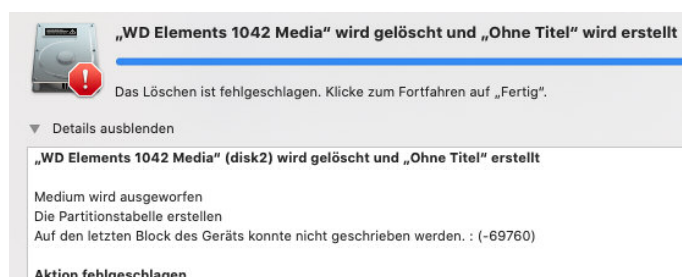 „WD Elements 1042 Media“ wird gelöscht und „Ohne Titel“ wird erstellt
Das Löschen ist fehlgeschlagen. Klicke zum Fortfahren auf „Fertig“.
Details ausblenden
„WD Elements 1042 Media“ (disk2) wird gelöscht und „Ohne Titel“ erstellt
Medium wird ausgeworfen
Die Partitionstabelle erstellen
Auf den letzten Block des Geräts konnte nicht geschrieben werden. : (-69760)
Aktion fehlgeschlagen